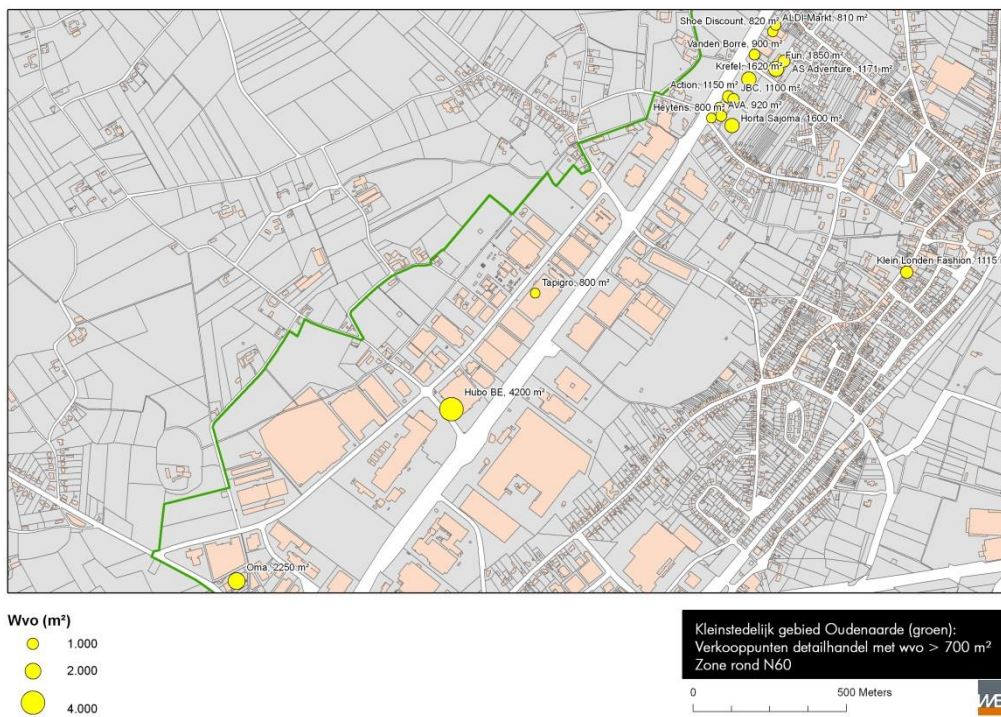 Shoe Discount, 820 m²
ALDI-Markt, 810 m²
Vanden Borre, 900 m²
Fun, 1850 m²
Krefel, 1620 m²
AS Adventure, 1171 m²
Action, 1150 m²
JBC, 1100 m²
Heytens, 800 m²
AVA, 920 m²
Horta Sajoma, 1600 m²
Klein Londen Fashion, 1115
Tapigro, 800 m²
Hubo BE, 4200 m²
Oma, 2250 m²
Wvo (m²)
1.000
2.000
4.000
Kleinstedelijk gebied Oudenaarde (groen):
Verkooppunten detailhandel met wvo > 700 m²
Zone rond N60
0 500 Meters